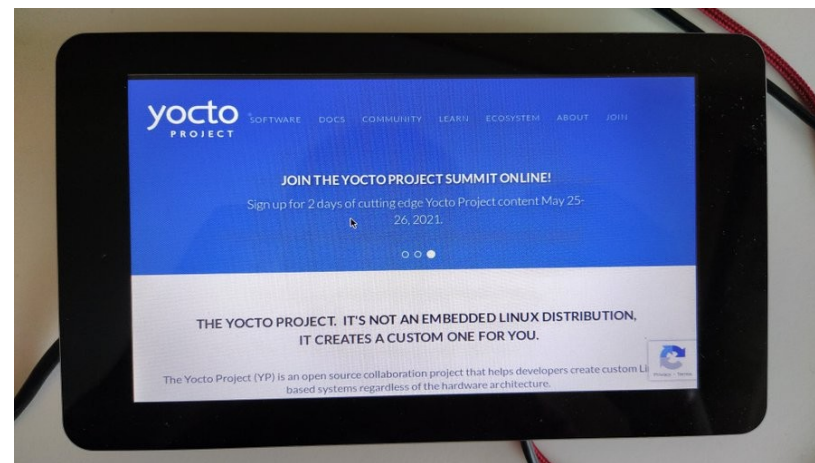 yocto
PROJECT
SOFTWARE DOCS COMMUNITY LEARN ECOSYSTEM ABOUT JOIN
JOIN THE YOCTO PROJECT SUMMIT ONLINE!
Sign up for 2 days of cutting edge Yocto Project content May 25-
26, 2021.
THE YOCTO PROJECT. IT'S NOT AN EMBEDDED LINUX DISTRIBUTION,
IT CREATES A CUSTOM ONE FOR YOU.
The Yocto Project (YP) is an open source collaboration project that helps developers create custom Li
based systems regardless of the hardware architecture.
Privacy - Terms